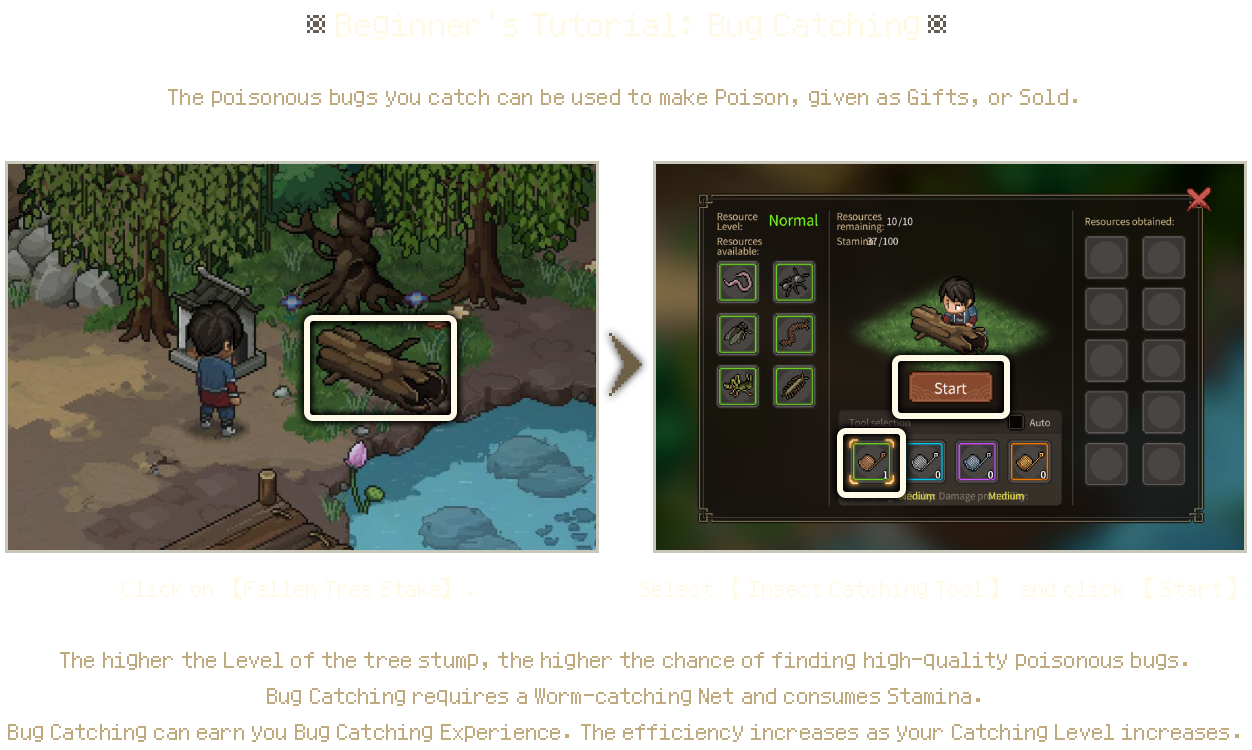 ※ Beginner's Tutorial: Bug Catching ※
The poisonous bugs you catch can be used to make Poison, given as Gifts, or Sold.
Resource Level: Normal
Resources available:
Resources remaining: 10/10
Stamina: 37/100
Resources obtained:
Start
Tool selection
Auto
1 0 0 0
Medium Damage Medium
Click on 【Fallen Tree Stake】.
Select 【Insect Catching Tool】 and click 【Start】
The higher the Level of the tree stump, the higher the chance of finding high-quality poisonous bugs.
Bug Catching requires a Worm-catching Net and consumes Stamina.
Bug Catching can earn you Bug Catching Experience. The efficiency increases as your Catching Level increases.